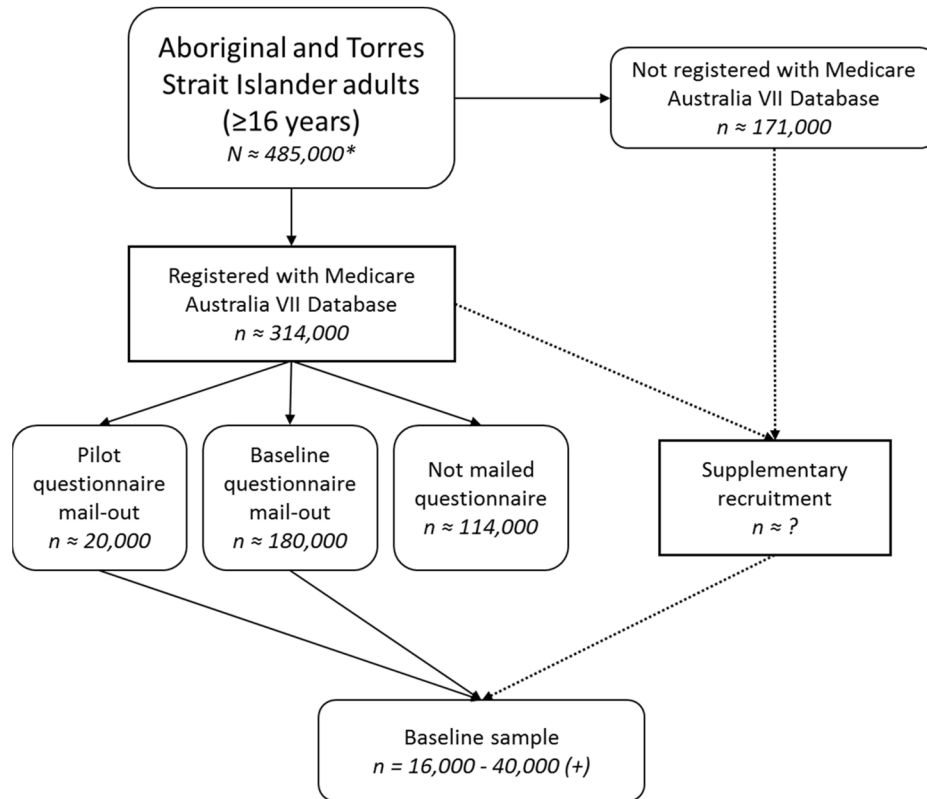 Aboriginal and Torres
Strait Islander adults
(≥16 years)
N ≈ 485,000*
Not registered with Medicare
Australia VII Database
n ≈ 171,000
Registered with Medicare
Australia VII Database
n ≈ 314,000
Pilot
questionnaire
mail-out
n ≈ 20,000
Baseline
questionnaire
mail-out
n ≈ 180,000
Not mailed
questionnaire
n ≈ 114,000
Supplementary
recruitment
n ≈ ?
Baseline sample
n = 16,000 - 40,000 (+)